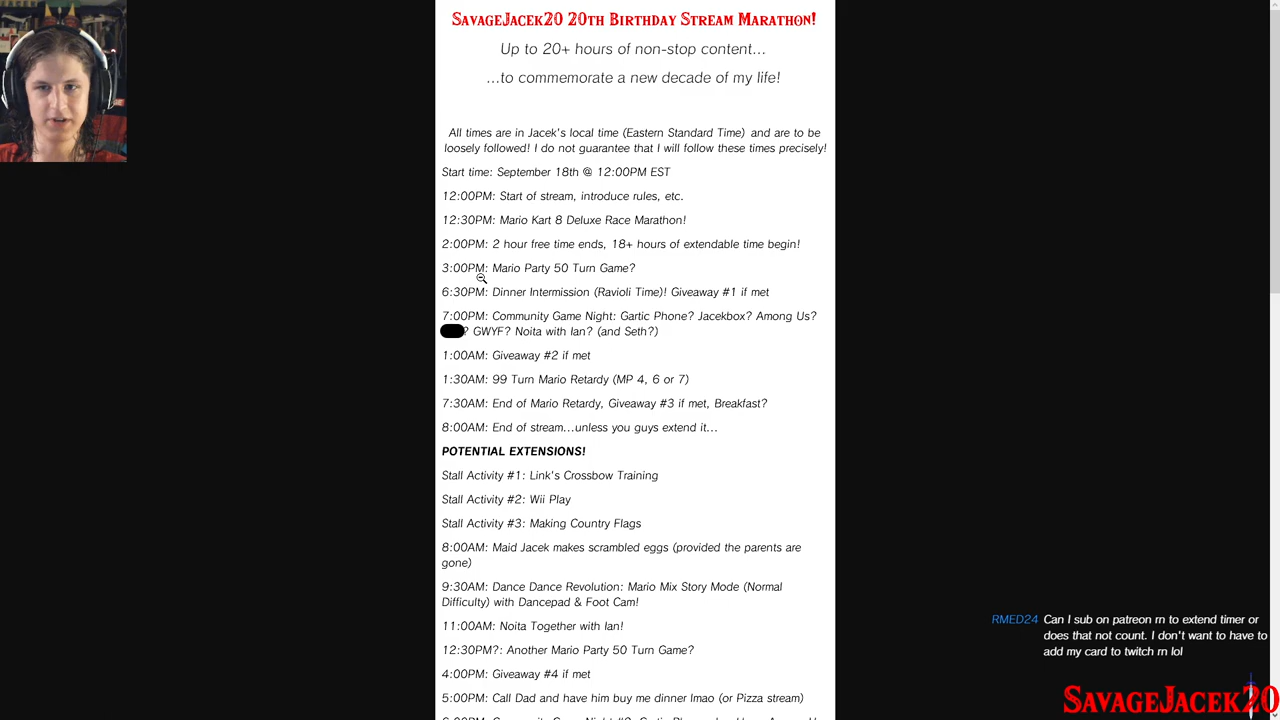 SavageJacek20 20th Birthday Stream Marathon!
Up to 20+ hours of non-stop content...
...to commemorate a new decade of my life!
All times are in Jacek's local time (Eastern Standard Time) and are to be
loosely followed! I do not guarantee that I will follow these times precisely!
Start time: September 18th @ 12:00PM EST
12:00PM: Start of stream, introduce rules, etc.
12:30PM: Mario Kart 8 Deluxe Race Marathon!
2:00PM: 2 hour free time ends, 18+ hours of extendable time begin!
3:00PM: Mario Party 50 Turn Game?
6:30PM: Dinner Intermission (Ravioli Time)! Giveaway #1 if met
7:00PM: Community Game Night: Gartic Phone? Jackebox? Among Us?
? GWYF? Noita with Ian? (and Seth?)
1:00AM: Giveaway #2 if met
1:30AM: 99 Turn Mario Retardy (MP 4, 6 or 7)
7:30AM: End of Mario Retardy, Giveaway #3 if met, Breakfast?
8:00AM: End of stream...unless you guys extend it...
POTENTIAL EXTENSIONS!
Stall Activity #1: Link's Crossbow Training
Stall Activity #2: Wii Play
Stall Activity #3: Making Country Flags
8:00AM: Maid Jacek makes scrambled eggs (provided the parents are
gone)
9:30AM: Dance Dance Revolution: Mario Mix Story Mode (Normal
Difficulty) with Dancepad & Foot Cam!
11:00AM: Noita Together with Ian!
12:30PM?: Another Mario Party 50 Turn Game?
4:00PM: Giveaway #4 if met
5:00PM: Call Dad and have him buy me dinner lmao (or Pizza stream)
RMED24 Can I sub on patreon rn to extend timer or
does that not count. I don't want to have to
add my card to twitch rn lol
SavageJacek20